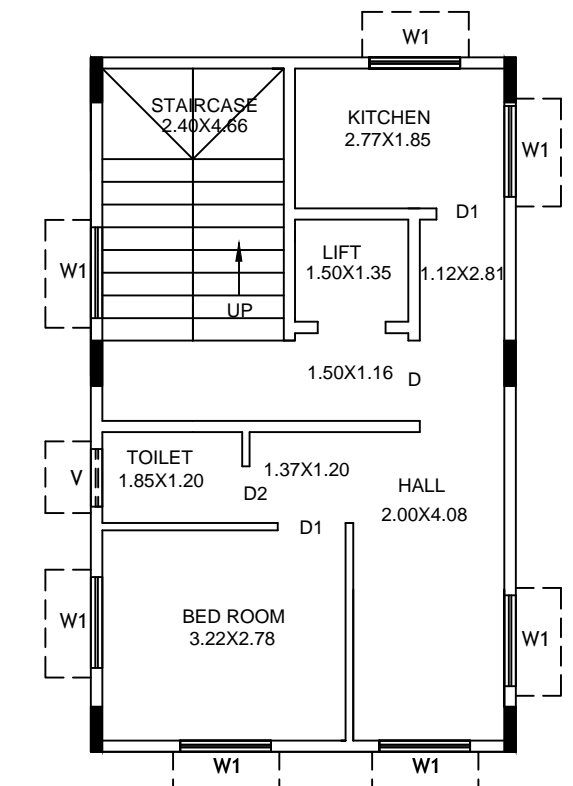 W1
STAIRCASE
2.40X4.66
KITCHEN
2.77X1.85
W1
D1
W1
LIFT
1.50X1.35
1.12X2.81
UP
1.50X1.16
D
TOILET
1.85X1.20
V
1.37X1.20
D2
HALL
2.00X4.08
D1
W1
BED ROOM
3.22X2.78
W1
W1
W1